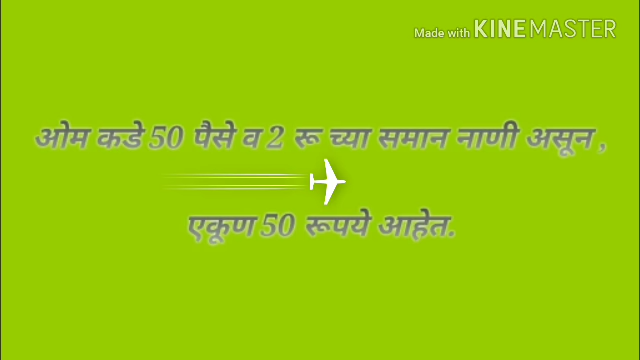 Made with KINEMASTER
ओम कडे 50 पैसे व 2 रू च्या समान नाणी असून ,
एकूण 50 रूपये आहेत.